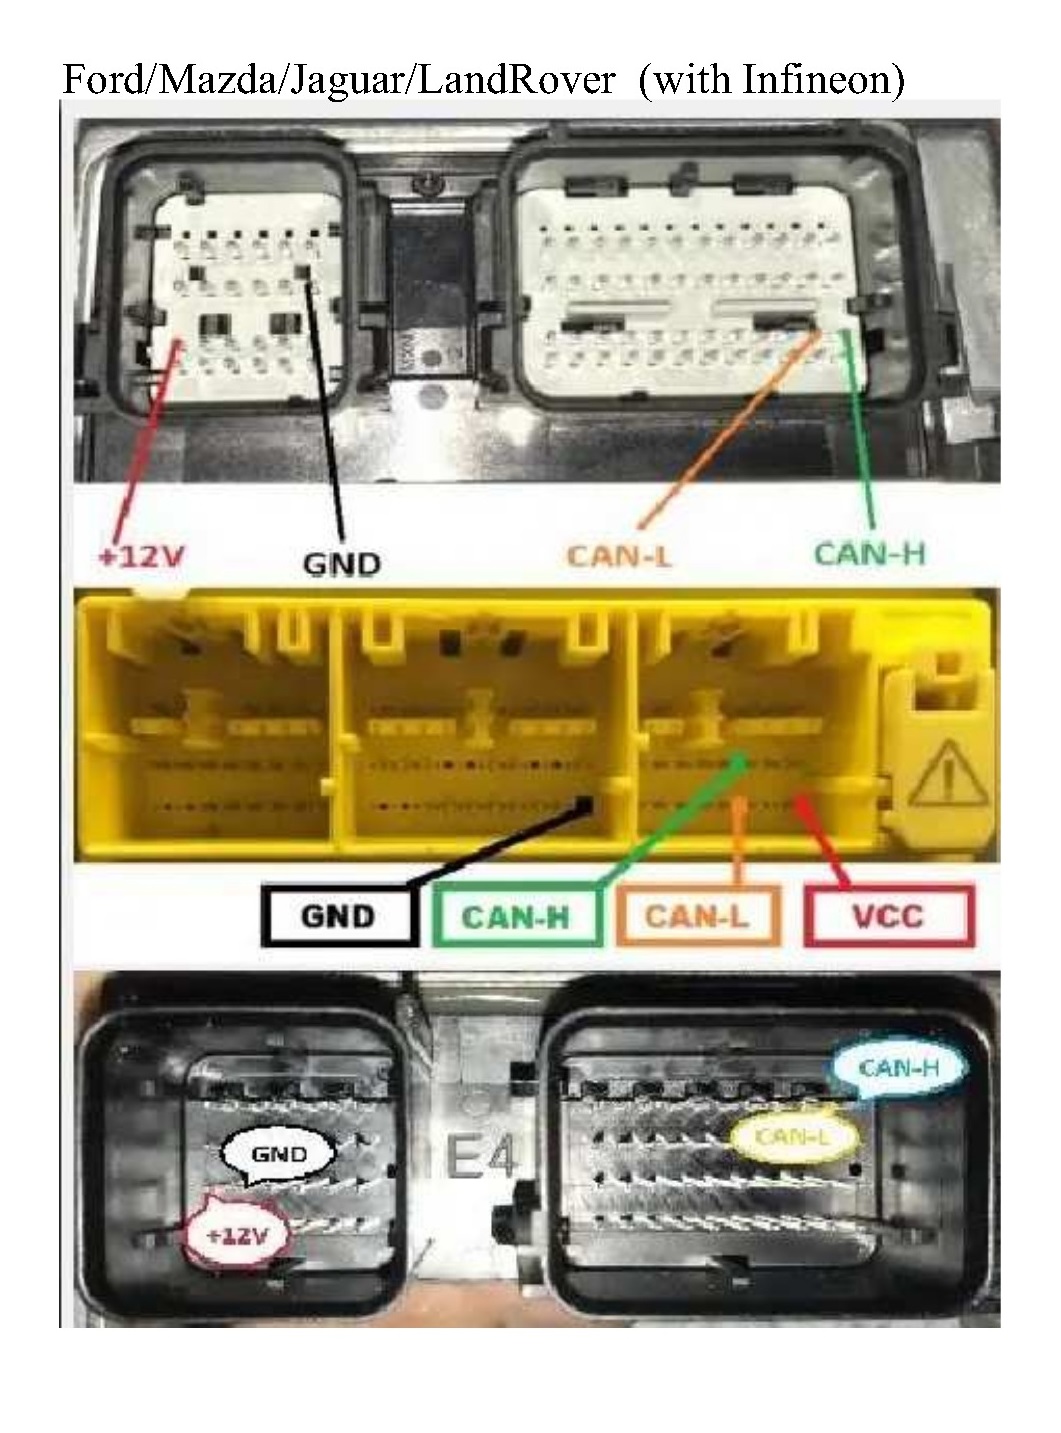 Ford/Mazda/Jaguar/LandRover (with Infineon)
+12V
GND
CAN-L
CAN-H
GND
CAN-H
CAN-L
VCC
CAN-H
CAN-L
GND
E4
+12V